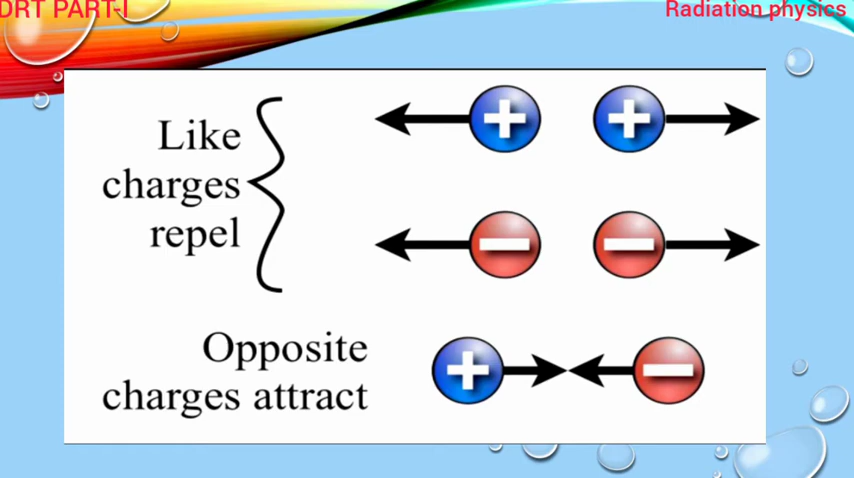 DRT PART-I
Radiation physics
Like
charges
repel
Opposite
charges attract